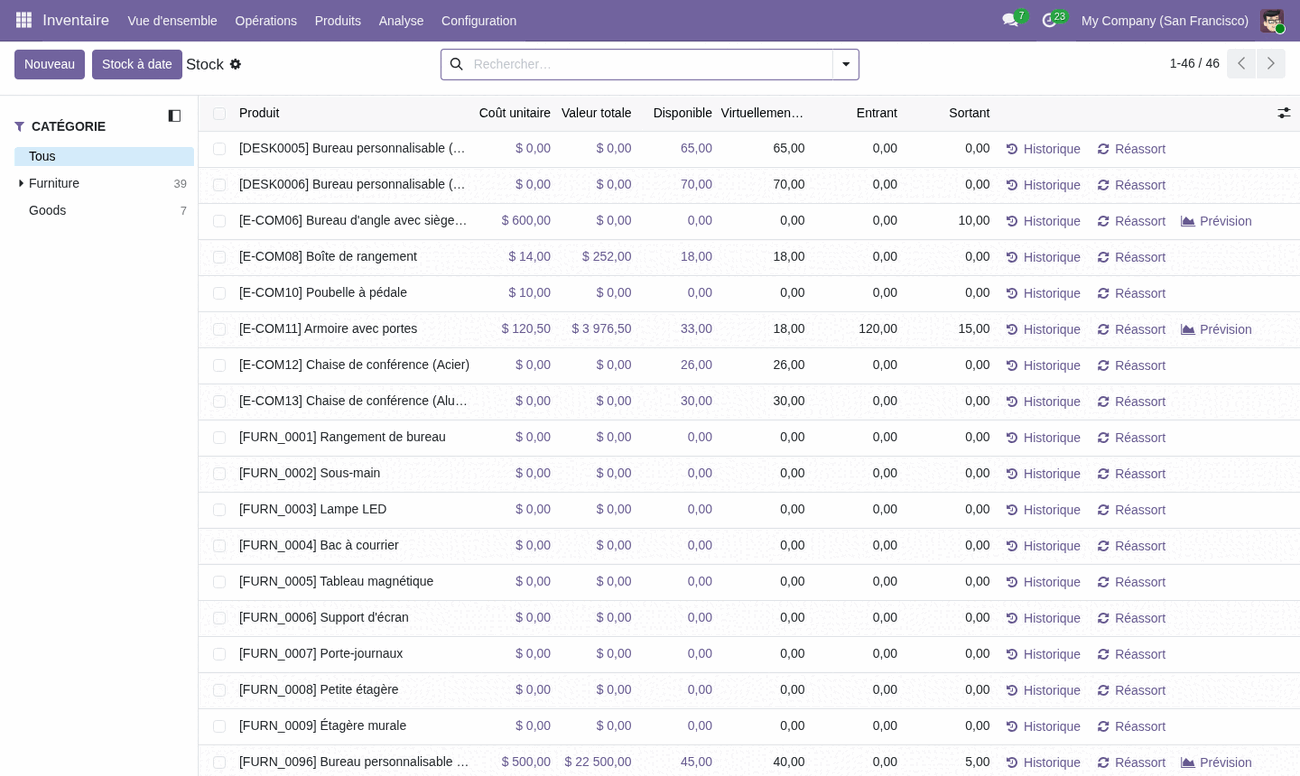 Inventaire Vue d'ensemble Opérations Produits Analyse Configuration 7 23 My Company (San Francisco)
Nouveau Stock à date Stock Rechercher... 1-46 / 46
CATÉGORIE
Tous
Furniture 39
Goods 7
Produit Coût unitaire Valeur totale Disponible Virtuellemen... Entrant Sortant
[DESK0005] Bureau personnalisable (... $ 0,00 $ 0,00 65,00 65,00 0,00 0,00 Historique Réassort
[DESK0006] Bureau personnalisable (... $ 0,00 $ 0,00 70,00 70,00 0,00 0,00 Historique Réassort
[E-COM06] Bureau d'angle avec siège... $ 600,00 $ 0,00 0,00 0,00 0,00 10,00 Historique Réassort Prévision
[E-COM08] Boîte de rangement $ 14,00 $ 252,00 18,00 18,00 0,00 0,00 Historique Réassort
[E-COM10] Poubelle à pédale $ 10,00 $ 0,00 0,00 0,00 0,00 0,00 Historique Réassort
[E-COM11] Armoire avec portes $ 120,50 $ 3 976,50 33,00 18,00 120,00 15,00 Historique Réassort Prévision
[E-COM12] Chaise de conférence (Acier) $ 0,00 $ 0,00 26,00 26,00 0,00 0,00 Historique Réassort
[E-COM13] Chaise de conférence (Alu... $ 0,00 $ 0,00 30,00 30,00 0,00 0,00 Historique Réassort
[FURN_0001] Rangement de bureau $ 0,00 $ 0,00 0,00 0,00 0,00 0,00 Historique Réassort
[FURN_0002] Sous-main $ 0,00 $ 0,00 0,00 0,00 0,00 0,00 Historique Réassort
[FURN_0003] Lampe LED $ 0,00 $ 0,00 0,00 0,00 0,00 0,00 Historique Réassort
[FURN_0004] Bac à courrier $ 0,00 $ 0,00 0,00 0,00 0,00 0,00 Historique Réassort
[FURN_0005] Tableau magnétique $ 0,00 $ 0,00 0,00 0,00 0,00 0,00 Historique Réassort
[FURN_0006] Support d'écran $ 0,00 $ 0,00 0,00 0,00 0,00 0,00 Historique Réassort
[FURN_0007] Porte-journaux $ 0,00 $ 0,00 0,00 0,00 0,00 0,00 Historique Réassort
[FURN_0008] Petite étagère $ 0,00 $ 0,00 0,00 0,00 0,00 0,00 Historique Réassort
[FURN_0009] Étagère murale $ 0,00 $ 0,00 0,00 0,00 0,00 0,00 Historique Réassort
[FURN_0096] Bureau personnalisable ... $ 500,00 $ 22 500,00 45,00 40,00 0,00 5,00 Historique Réassort Prévision